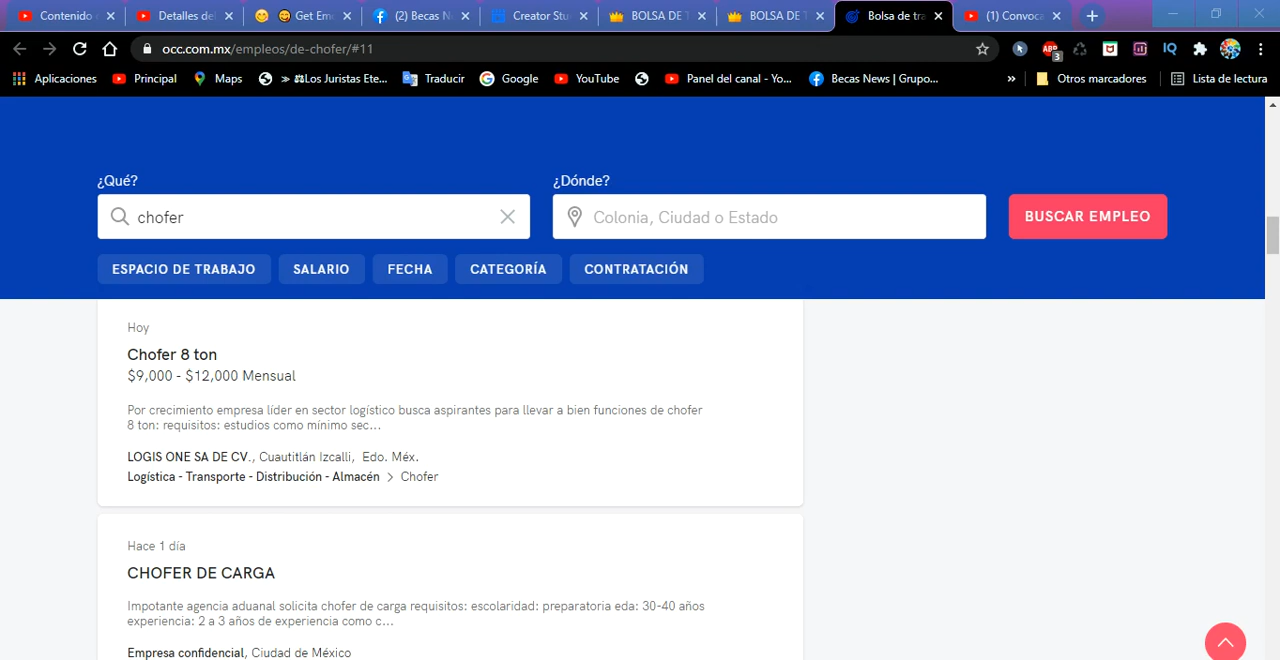 Contenido
Detalles del
Get Em
(2) Becas N
Creator Stu
BOLSA DE T
BOLSA DE T
Bolsa de tra
(1) Convoca
occ.com.mx/empleos/de-chofer/#11
ABP
3
IQ
Aplicaciones
Principal
Maps
» ⚖Los Juristas Ete...
Traducir
Google
YouTube
Panel del canal - Yo...
Becas News | Grupo...
»
Otros marcadores
Lista de lectura
¿Qué?
¿Dónde?
chofer
Colonia, Ciudad o Estado
BUSCAR EMPLEO
ESPACIO DE TRABAJO
SALARIO
FECHA
CATEGORÍA
CONTRATACIÓN
Hoy
Chofer 8 ton
$9,000 - $12,000 Mensual
Por crecimiento empresa líder en sector logístico busca aspirantes para llevar a bien funciones de chofer
8 ton: requisitos: estudios como mínimo sec...
LOGIS ONE SA DE CV., Cuautitlán Izcalli, Edo. Méx.
Logística - Transporte - Distribución - Almacén > Chofer
Hace 1 día
CHOFER DE CARGA
Impotante agencia aduanal solicita chofer de carga requisitos: escolaridad: preparatoria eda: 30-40 años
experiencia: 2 a 3 años de experiencia como c...
Empresa confidencial, Ciudad de México